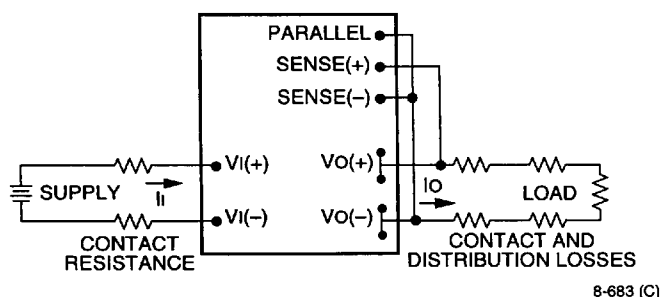 PARALLEL
SENSE(+)
SENSE(–)
VI(+)
VO(+)
SUPPLY
II
IO
LOAD
VI(–)
VO(–)
CONTACT
RESISTANCE
CONTACT AND
DISTRIBUTION LOSSES
8-683 (C)